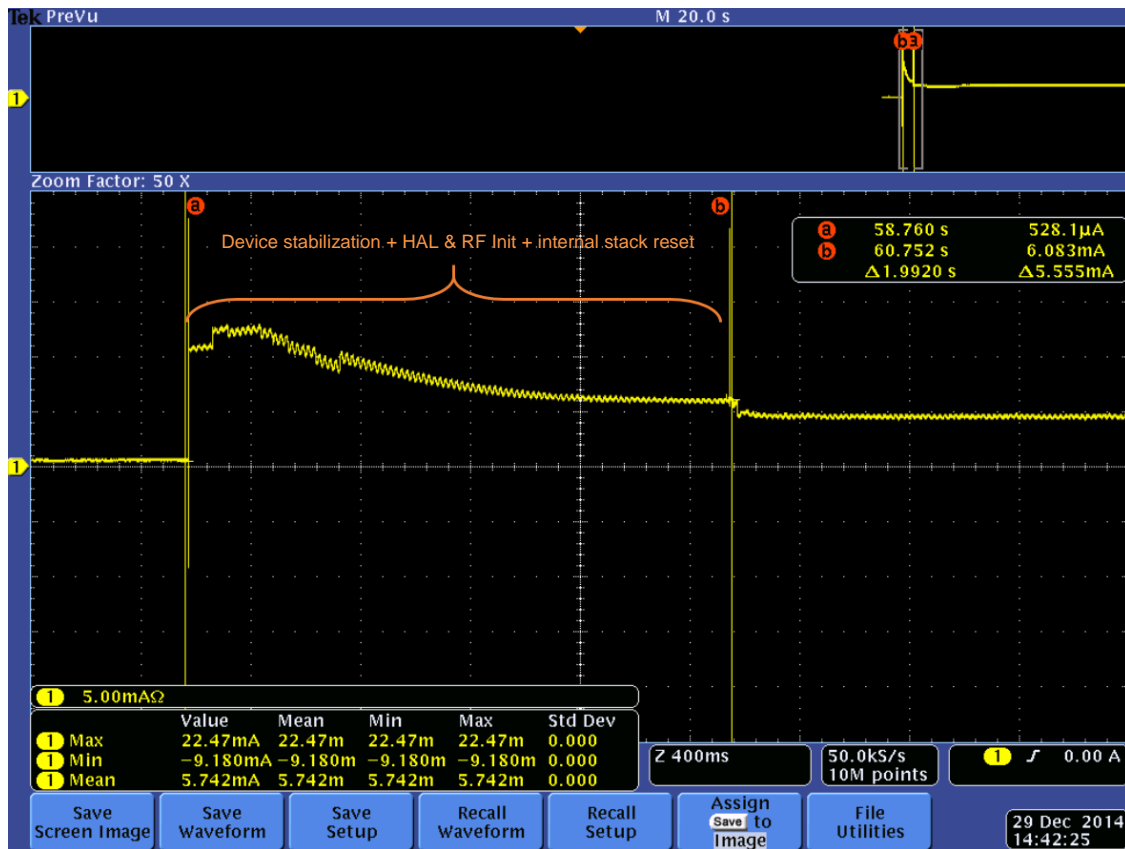 Tek PreVu M 20.0 s
b 3
1
Zoom Factor: 50 X
a b
a 58.760 s 528.1µA
b 60.752 s 6.083mA
Δ1.9920 s Δ5.555mA
Device stabilization + HAL & RF Init + internal stack reset
1
1 5.00mAΩ
Value Mean Min Max Std Dev
1 Max 22.47mA 22.47m 22.47m 22.47m 0.000
1 Min −9.180mA −9.180m −9.180m −9.180m 0.000
1 Mean 5.742mA 5.742m 5.742m 5.742m 0.000
Z 400ms
50.0kS/s
10M points
1 0.00 A
Save
Screen Image
Save
Waveform
Save
Setup
Recall
Waveform
Recall
Setup
Assign
Save to
Image
File
Utilities
29 Dec 2014
14:42:25